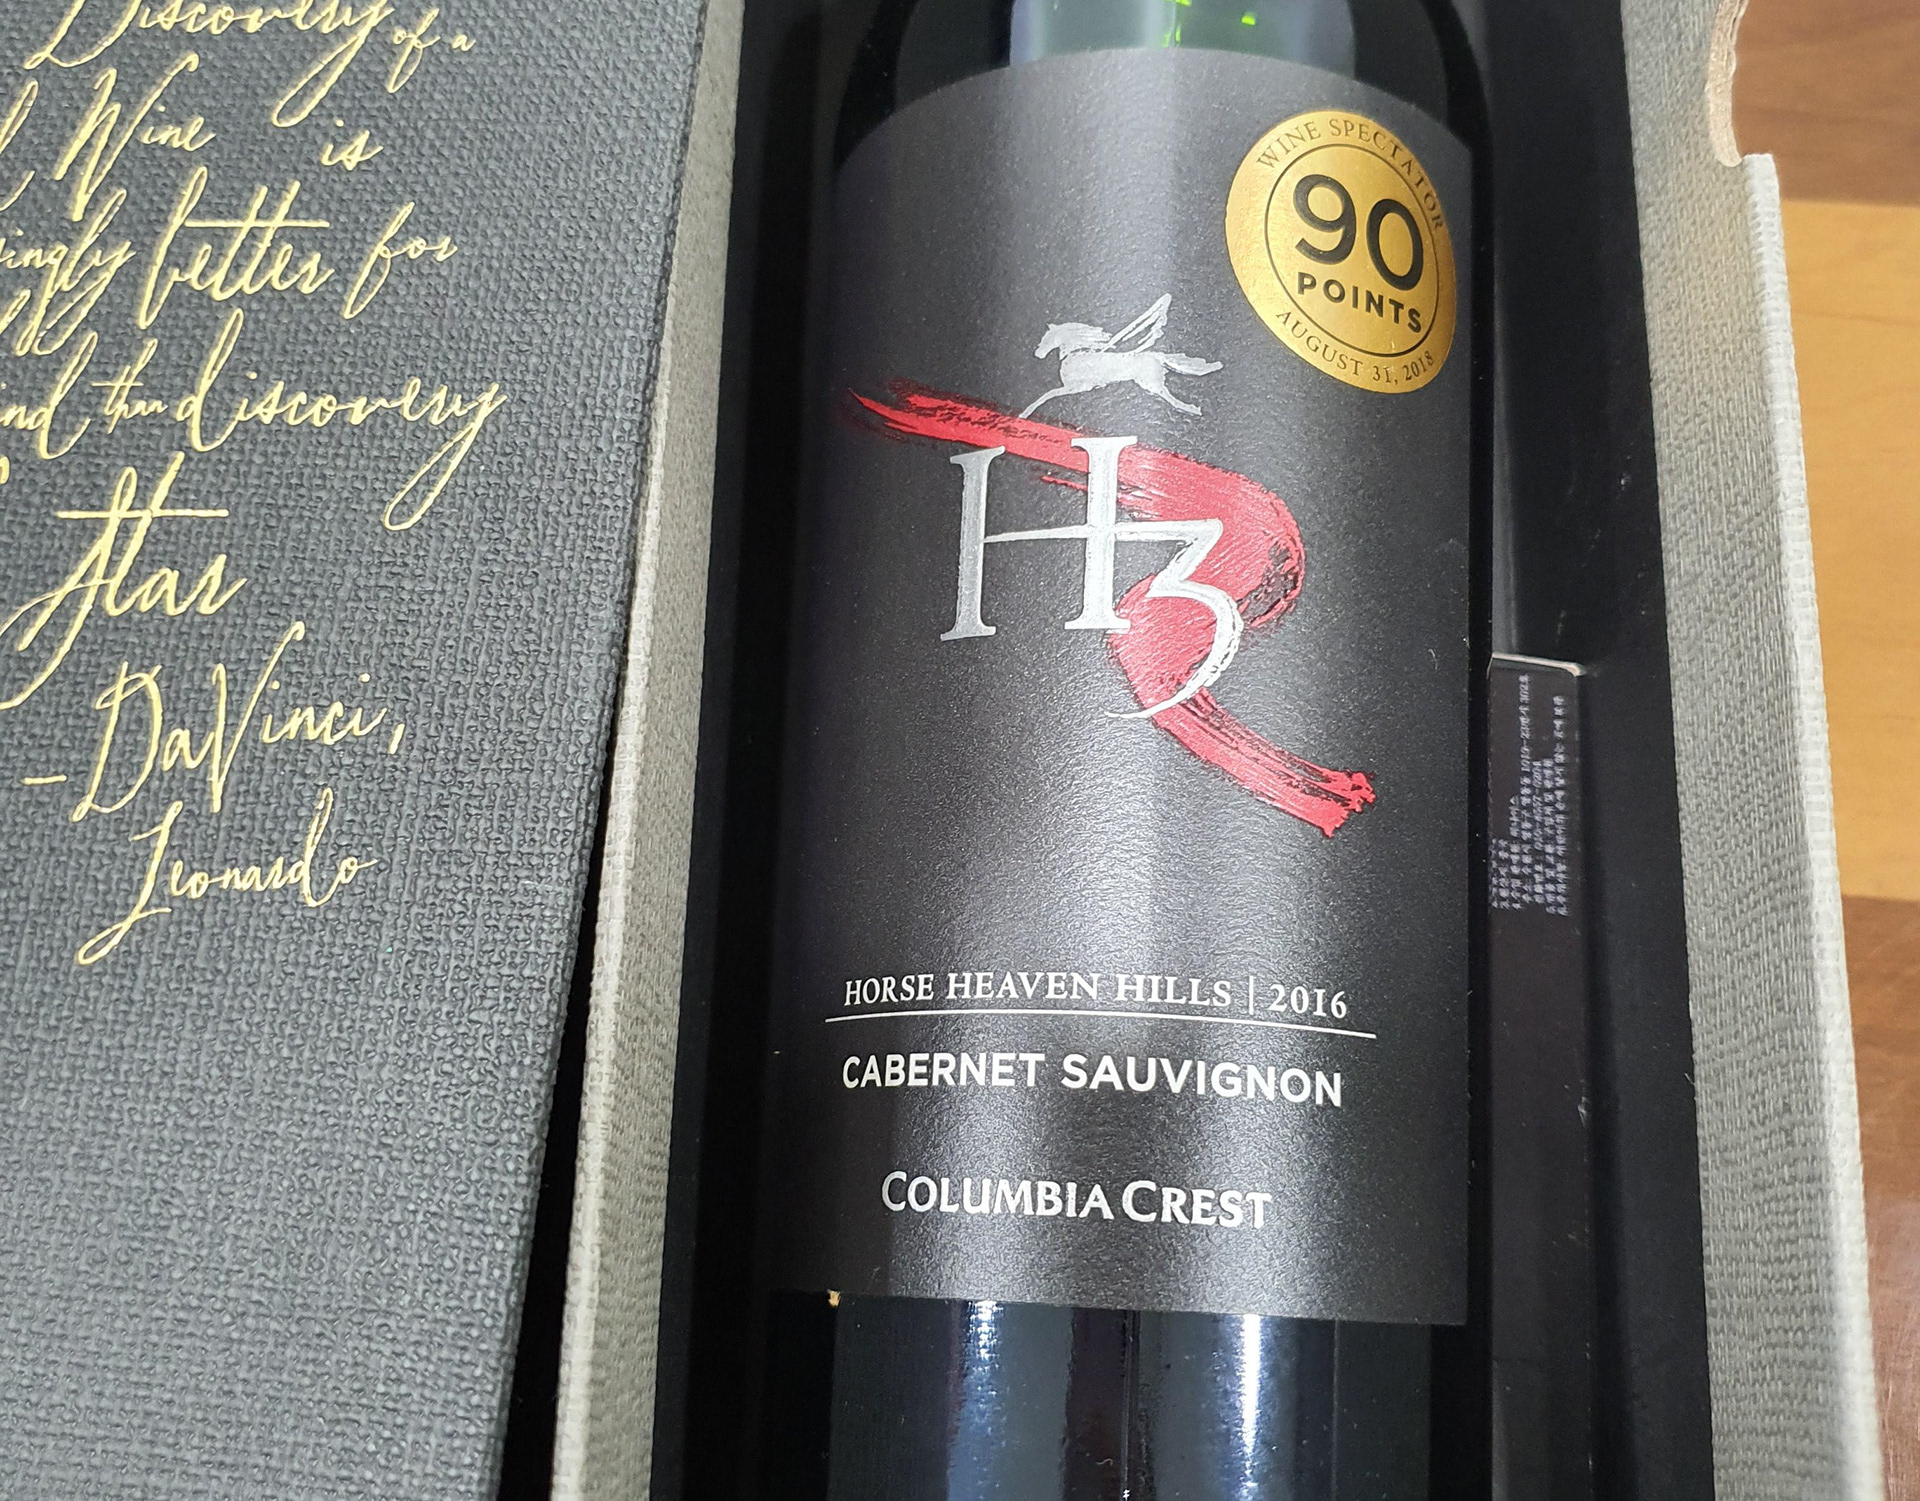 Discovery of a
Wine is
better for
than discovery
Star
- DaVinci,
Leonardo
WINE SPECTATOR
90
POINTS
AUGUST 31, 2018
H3
HORSE HEAVEN HILLS | 2016
CABERNET SAUVIGNON
COLUMBIA CREST